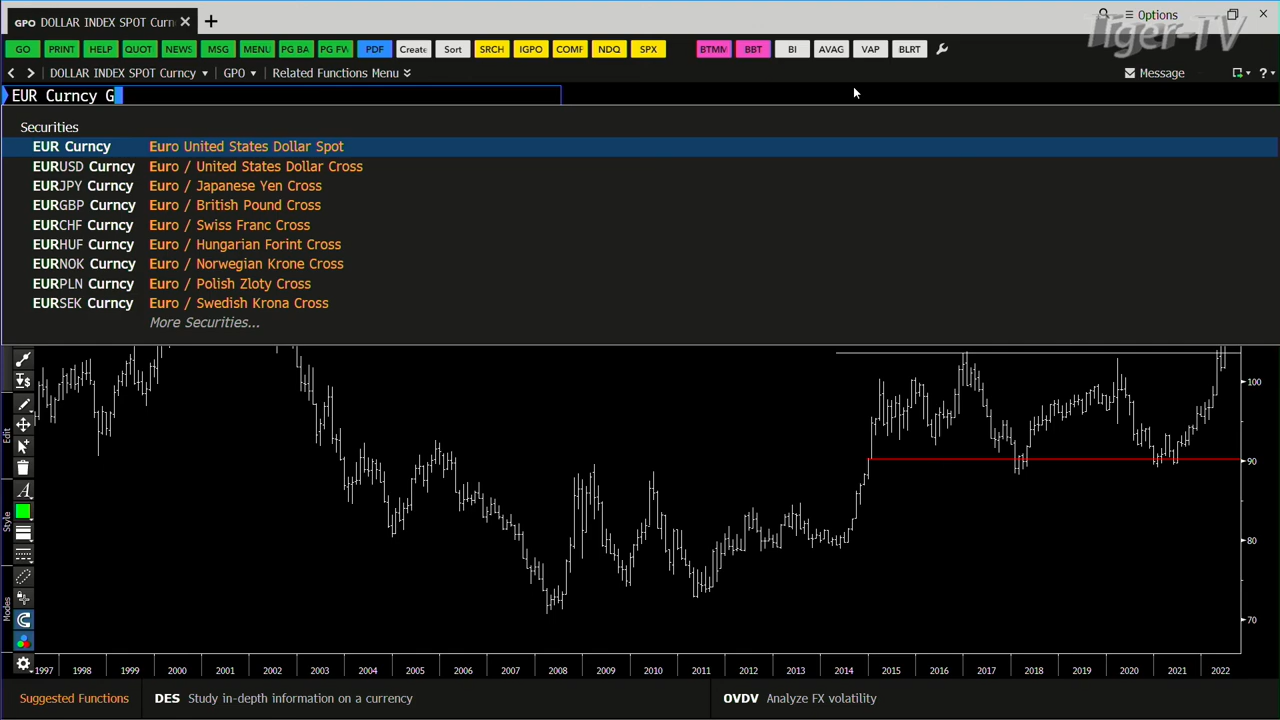 GPO DOLLAR INDEX SPOT Curn
Options
Tiger-TV
GO PRINT HELP QUOT NEWS MSG MENU PG BA PG FW PDF Create Sort SRCH IGPO COMF NDQ SPX BTMM BBT BI AVAG VAP BLRT
DOLLAR INDEX SPOT Curncy GPO Related Functions Menu
Message ?
EUR Curncy G
Securities
EUR Curncy Euro United States Dollar Spot
EURUSD Curncy Euro / United States Dollar Cross
EURJPY Curncy Euro / Japanese Yen Cross
EURGBP Curncy Euro / British Pound Cross
EURCHF Curncy Euro / Swiss Franc Cross
EURHUF Curncy Euro / Hungarian Forint Cross
EURNOK Curncy Euro / Norwegian Krone Cross
EURPLN Curncy Euro / Polish Zloty Cross
EURSEK Curncy Euro / Swedish Krona Cross
More Securities...
100
90
80
70
Edit
Style
Modes
1997 1998 1999 2000 2001 2002 2003 2004 2005 2006 2007 2008 2009 2010 2011 2012 2013 2014 2015 2016 2017 2018 2019 2020 2021 2022
Suggested Functions DES Study in-depth information on a currency OVDV Analyze FX volatility